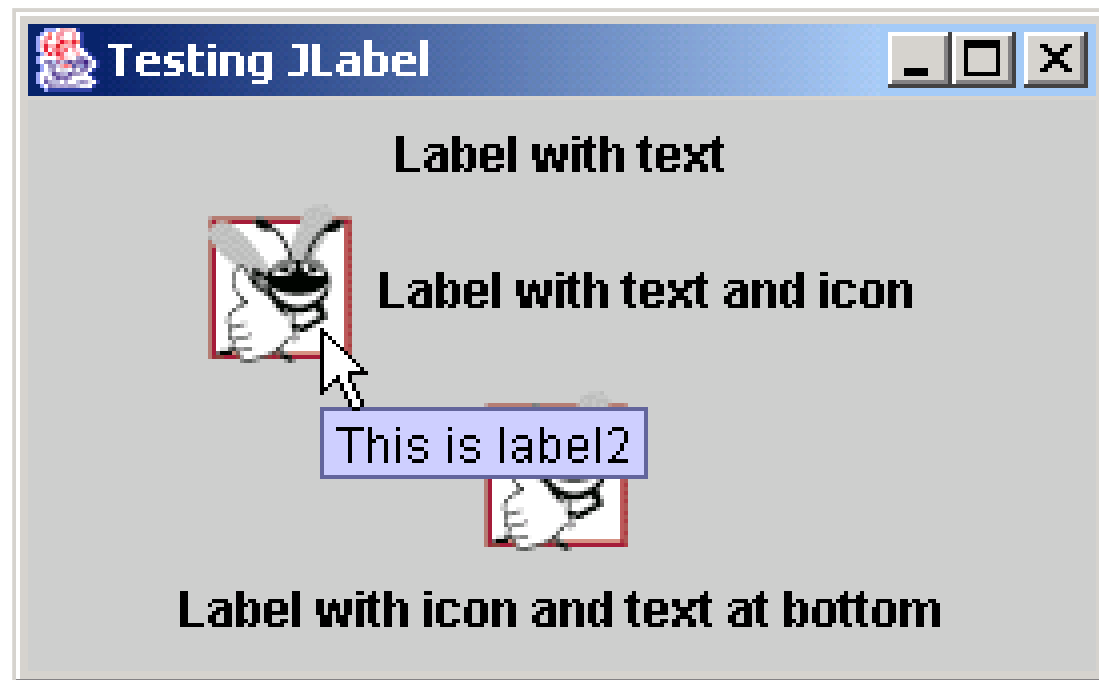 Testing JLabel
Label with text
Label with text and icon
This is label2
Label with icon and text at bottom